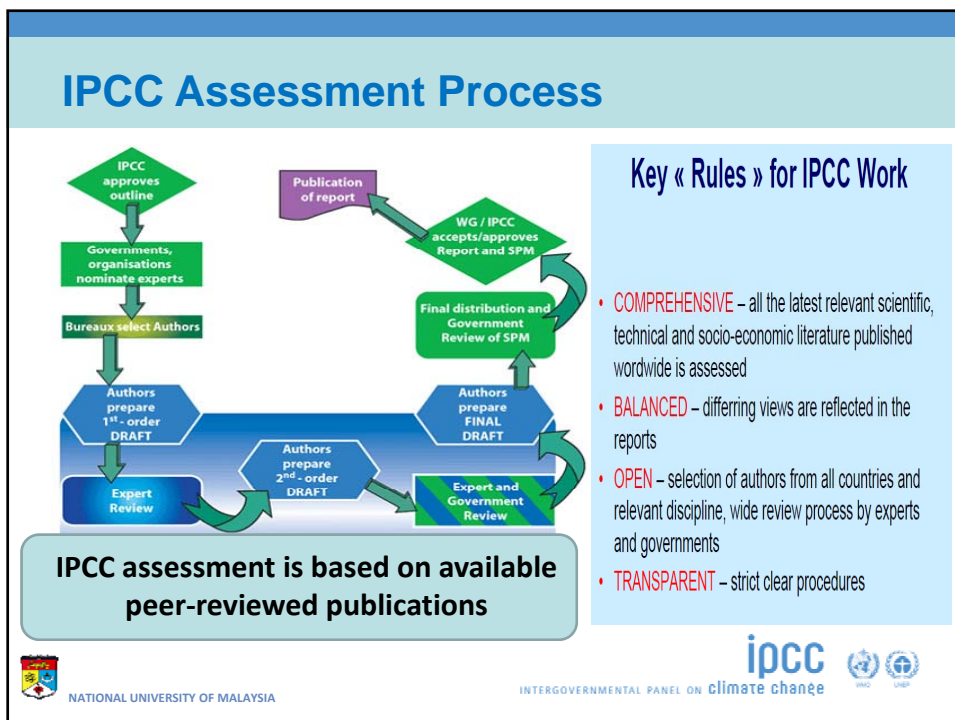 IPCC Assessment Process
IPCC
approves
outline
Governments,
organisations
nominate experts
Bureaux select Authors
Authors
prepare
1st - order
DRAFT
Expert
Review
Authors
prepare
2nd - order
DRAFT
Expert and
Government
Review
Authors
prepare
FINAL
DRAFT
Final distribution and
Government
Review of SPM
WG / IPCC
accepts/approves
Report and SPM
Publication
of report
IPCC assessment is based on available
peer-reviewed publications
Key « Rules » for IPCC Work
• COMPREHENSIVE – all the latest relevant scientific,
technical and socio-economic literature published
wordwide is assessed
• BALANCED – differing views are reflected in the
reports
• OPEN – selection of authors from all countries and
relevant discipline, wide review process by experts
and governments
• TRANSPARENT – strict clear procedures
NATIONAL UNIVERSITY OF MALAYSIA
ipcc
INTERGOVERNMENTAL PANEL ON climate change
WMO UNEP